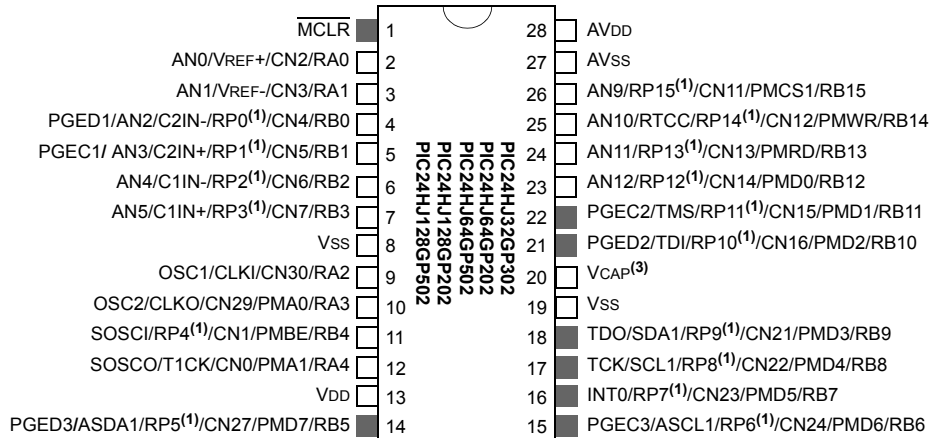 MCLR 1
AN0/VREF+/CN2/RA0 2
AN1/VREF-/CN3/RA1 3
PGED1/AN2/C2IN-/RP0(1)/CN4/RB0 4
PGEC1/ AN3/C2IN+/RP1(1)/CN5/RB1 5
AN4/C1IN-/RP2(1)/CN6/RB2 6
AN5/C1IN+/RP3(1)/CN7/RB3 7
VSS 8
OSC1/CLKI/CN30/RA2 9
OSC2/CLKO/CN29/PMA0/RA3 10
SOSCI/RP4(1)/CN1/PMBE/RB4 11
SOSCO/T1CK/CN0/PMA1/RA4 12
VDD 13
PGED3/ASDA1/RP5(1)/CN27/PMD7/RB5 14
PIC24HJ32GP302
PIC24HJ64GP202
PIC24HJ64GP502
PIC24HJ128GP202
PIC24HJ128GP502
28 AVDD
27 AVSS
26 AN9/RP15(1)/CN11/PMCS1/RB15
25 AN10/RTCC/RP14(1)/CN12/PMWR/RB14
24 AN11/RP13(1)/CN13/PMRD/RB13
23 AN12/RP12(1)/CN14/PMD0/RB12
22 PGEC2/TMS/RP11(1)/CN15/PMD1/RB11
21 PGED2/TDI/RP10(1)/CN16/PMD2/RB10
20 VCAP(3)
19 VSS
18 TDO/SDA1/RP9(1)/CN21/PMD3/RB9
17 TCK/SCL1/RP8(1)/CN22/PMD4/RB8
16 INT0/RP7(1)/CN23/PMD5/RB7
15 PGEC3/ASCL1/RP6(1)/CN24/PMD6/RB6